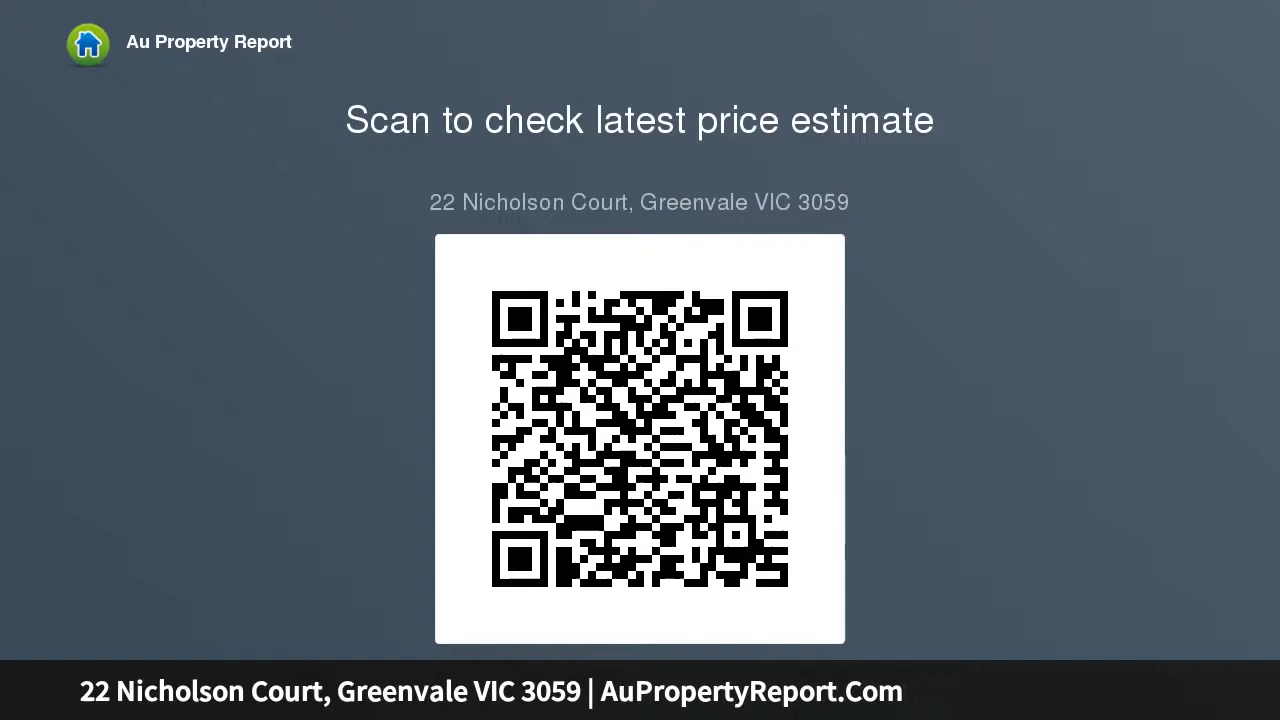 Au Property Report
Scan to check latest price estimate
22 Nicholson Court, Greenvale VIC 3059
22 Nicholson Court, Greenvale VIC 3059 | AuPropertyReport.Com